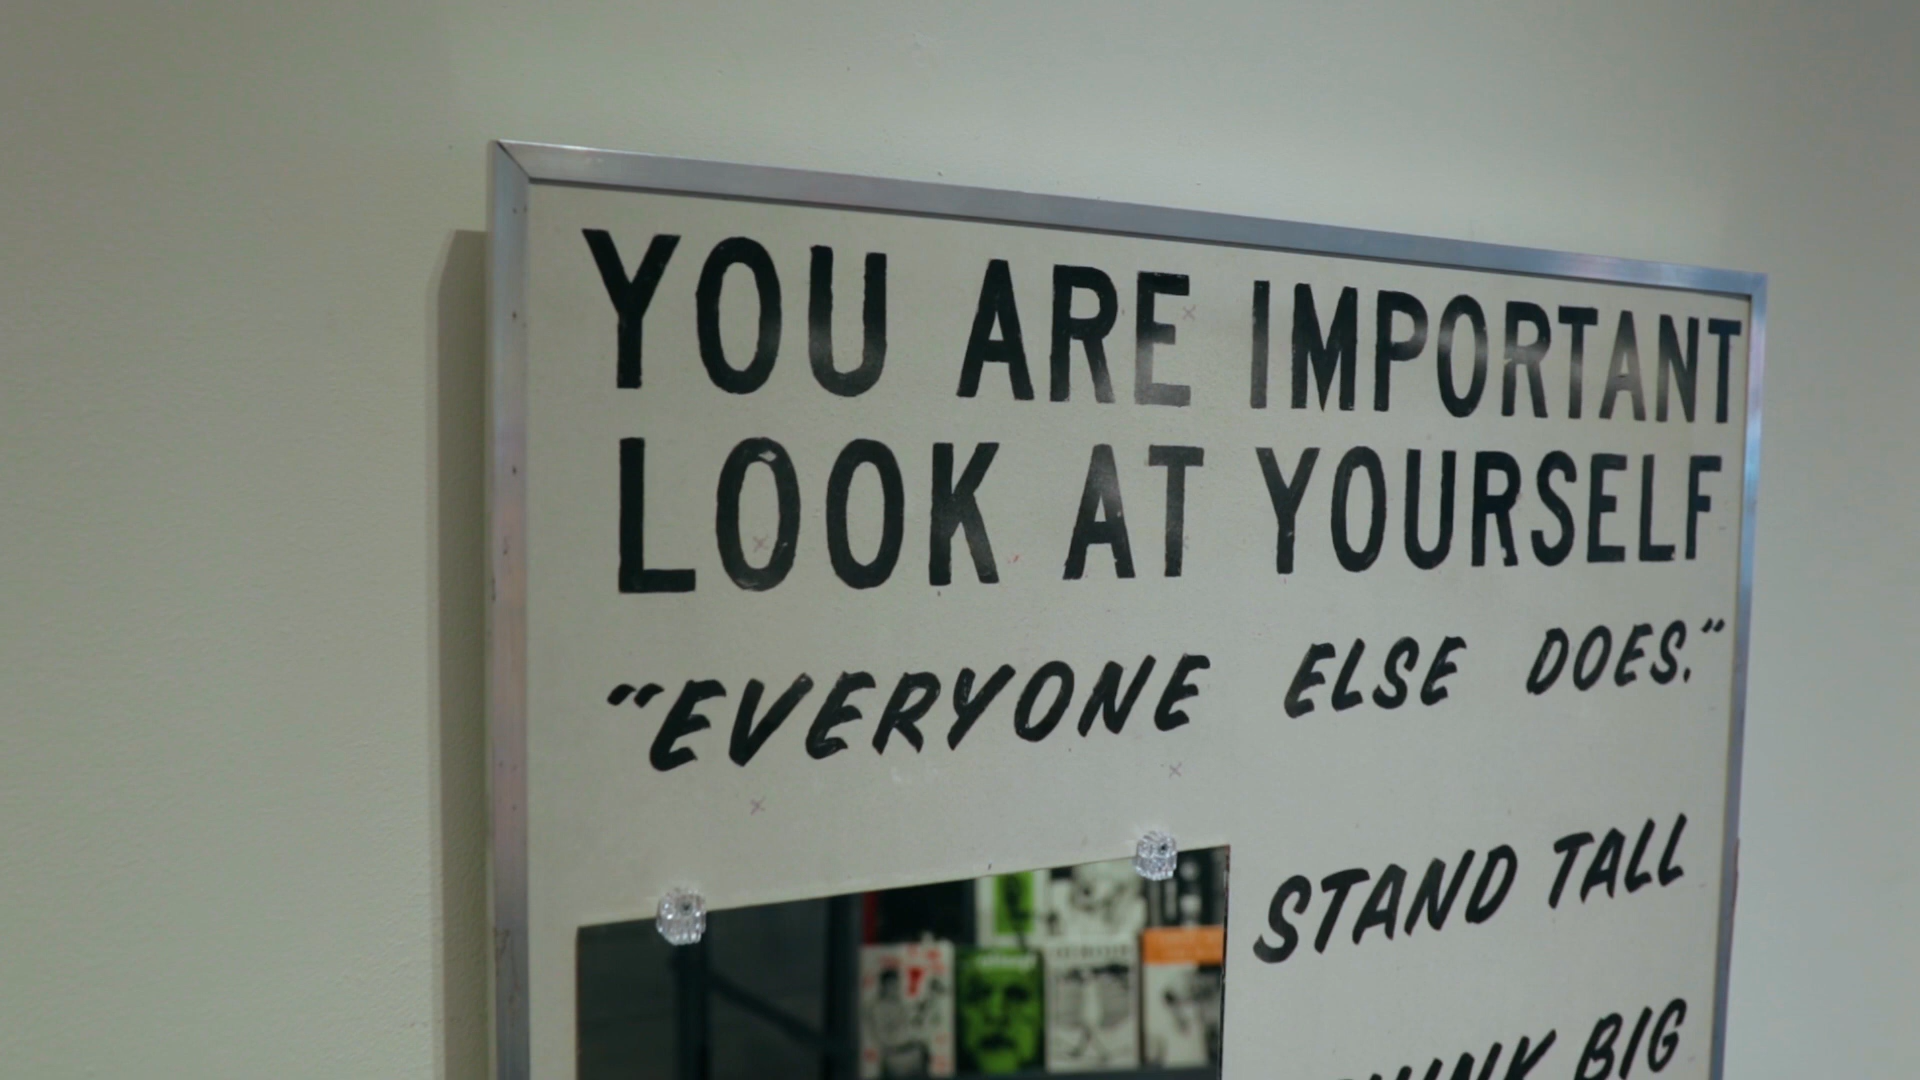 YOU ARE IMPORTANT
LOOK AT YOURSELF
"EVERYONE ELSE DOES."
STAND TALL
BIG